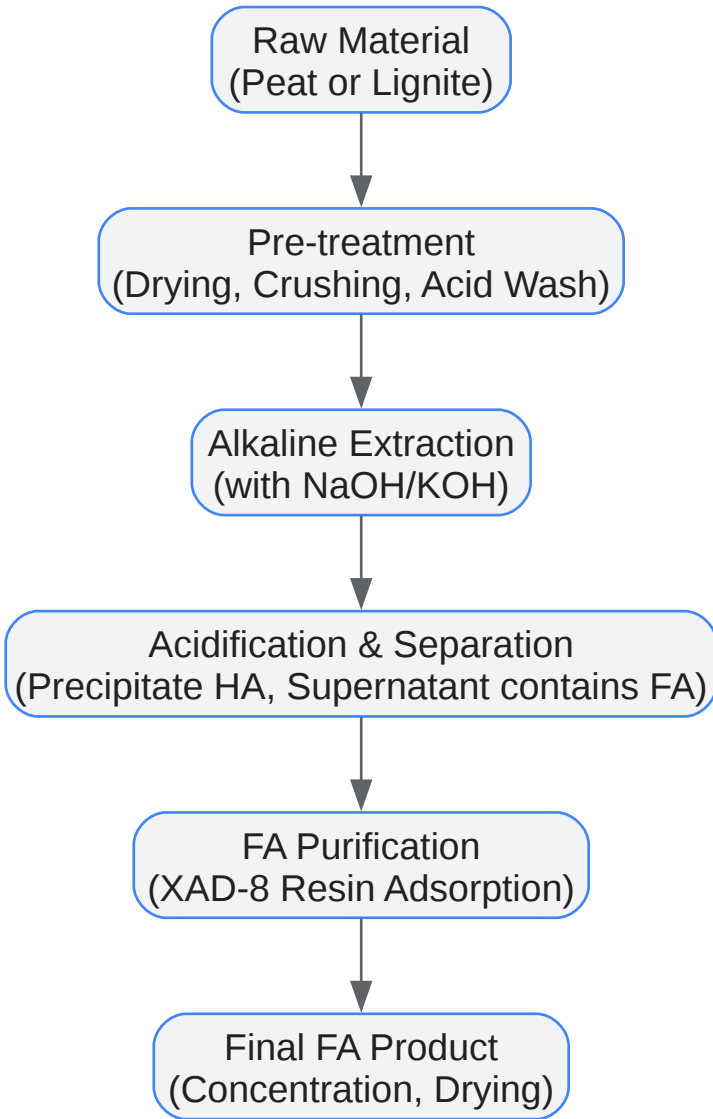 Raw Material
(Peat or Lignite)
Pre-treatment
(Drying, Crushing, Acid Wash)
Alkaline Extraction
(with NaOH/KOH)
Acidification & Separation
(Precipitate HA, Supernatant contains FA)
FA Purification
(XAD-8 Resin Adsorption)
Final FA Product
(Concentration, Drying)